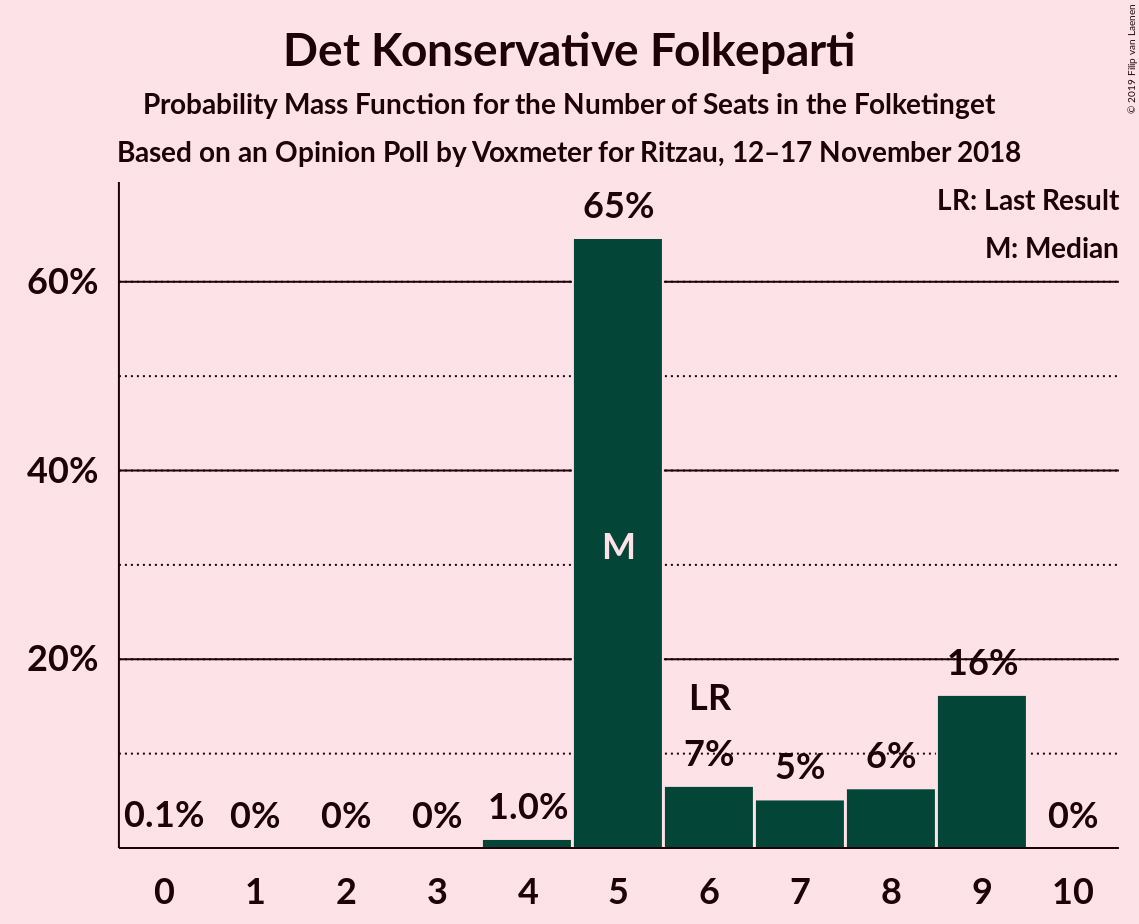 Det Konservative Folkeparti
Probability Mass Function for the Number of Seats in the Folketinget
Based on an Opinion Poll by Voxmeter for Ritzau, 12–17 November 2018
© 2019 Filip van Laenen
LR: Last Result
M: Median
65%
60%
40%
M
20%
16%
LR
7%
5%
6%
0.1%
0%
0%
0%
1.0%
0%
0 1 2 3 4 5 6 7 8 9 10